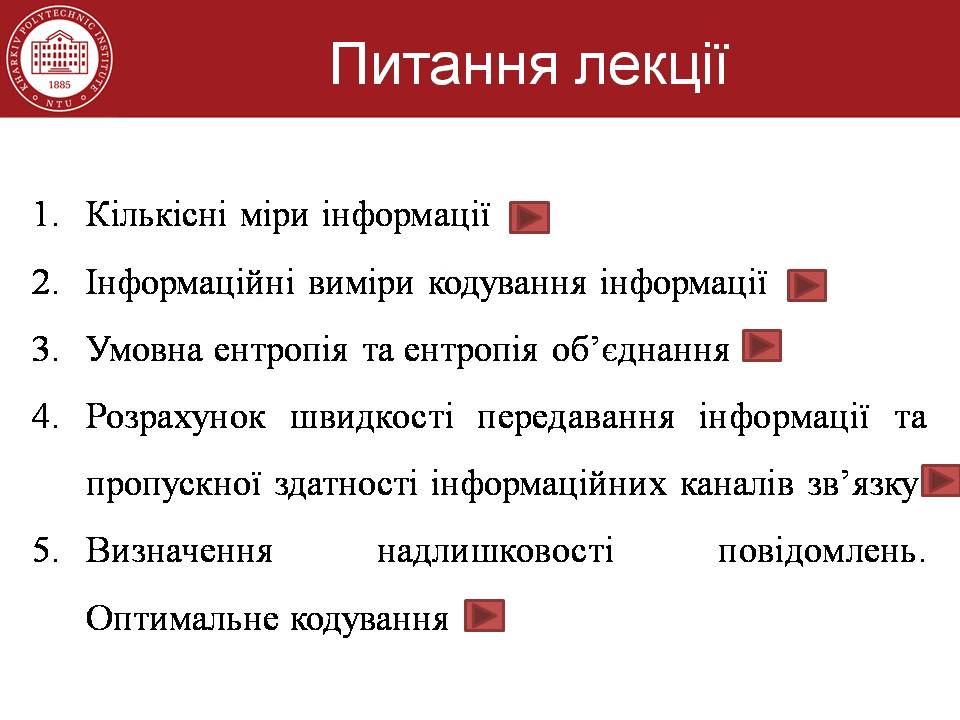 KHARKIV POLYTECHNIC INSTITUTE
1885
NTU
Питання лекції
1. Кількісні міри інформації
2. Інформаційні виміри кодування інформації
3. Умовна ентропія та ентропія об’єднання
4. Розрахунок швидкості передавання інформації та
пропускної здатності інформаційних каналів зв’язку
5. Визначення надлишковості повідомлень.
Оптимальне кодування